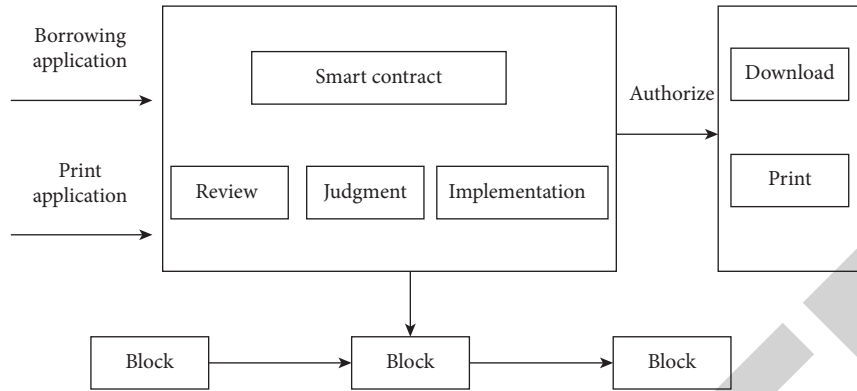 Borrowing
application
Smart contract
Download
Authorize
Print
application
Review
Judgment
Implementation
Print
Block
Block
Block